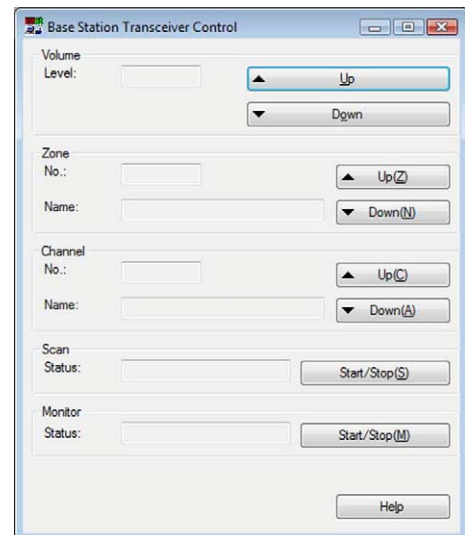 Base Station Transceiver Control
Volume
Level:
Up
Down
Zone
No.:
Up(Z)
Name:
Down(N)
Channel
No.:
Up(C)
Name:
Down(A)
Scan
Status:
Start/Stop(S)
Monitor
Status:
Start/Stop(M)
Help